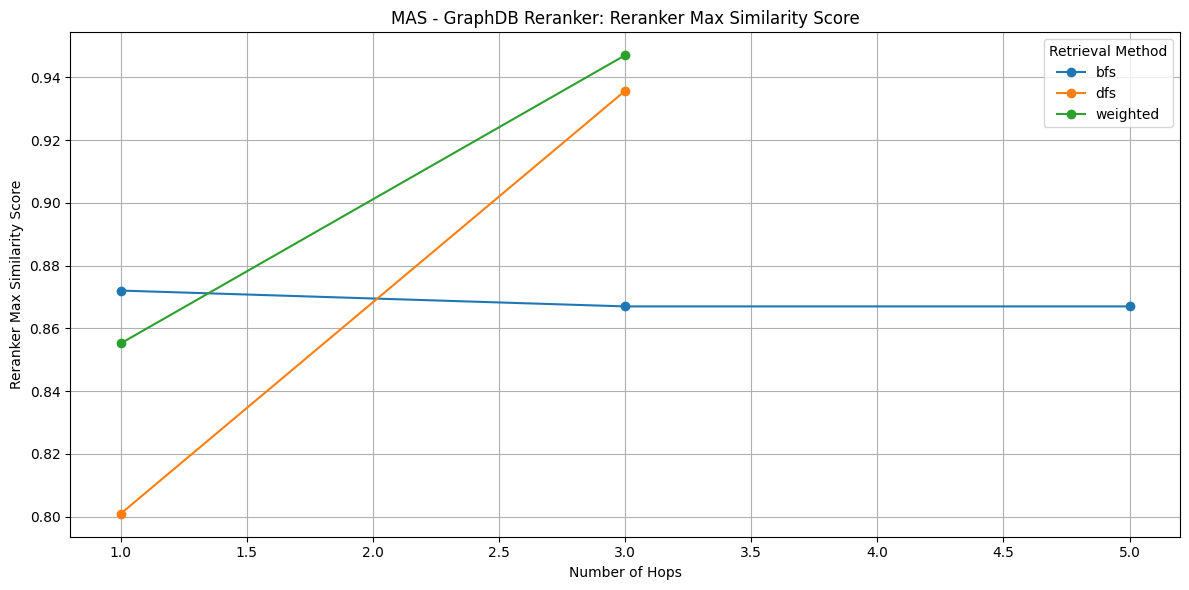 MAS - GraphDB Reranker: Reranker Max Similarity Score
Retrieval Method
bfs
dfs
weighted
Reranker Max Similarity Score
0.94
0.92
0.90
0.88
0.86
0.84
0.82
0.80
1.0 1.5 2.0 2.5 3.0 3.5 4.0 4.5 5.0
Number of Hops